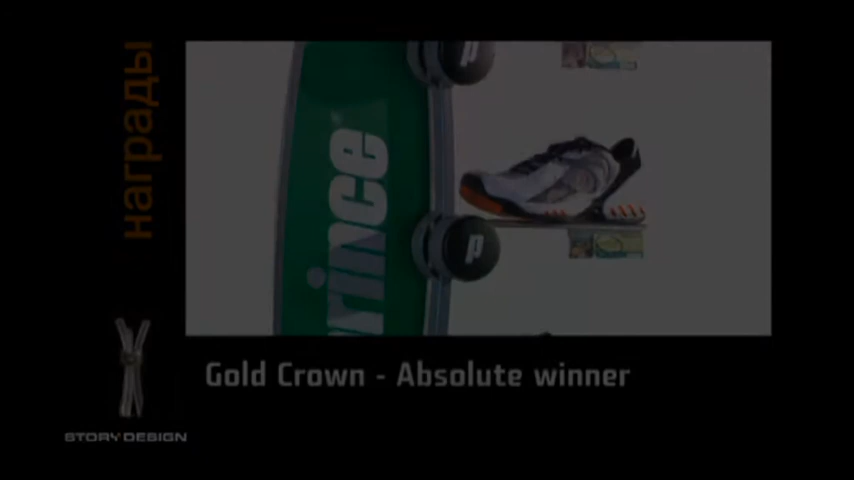 награды
prince
P
P
Gold Crown - Absolute winner
STORY DESIGN